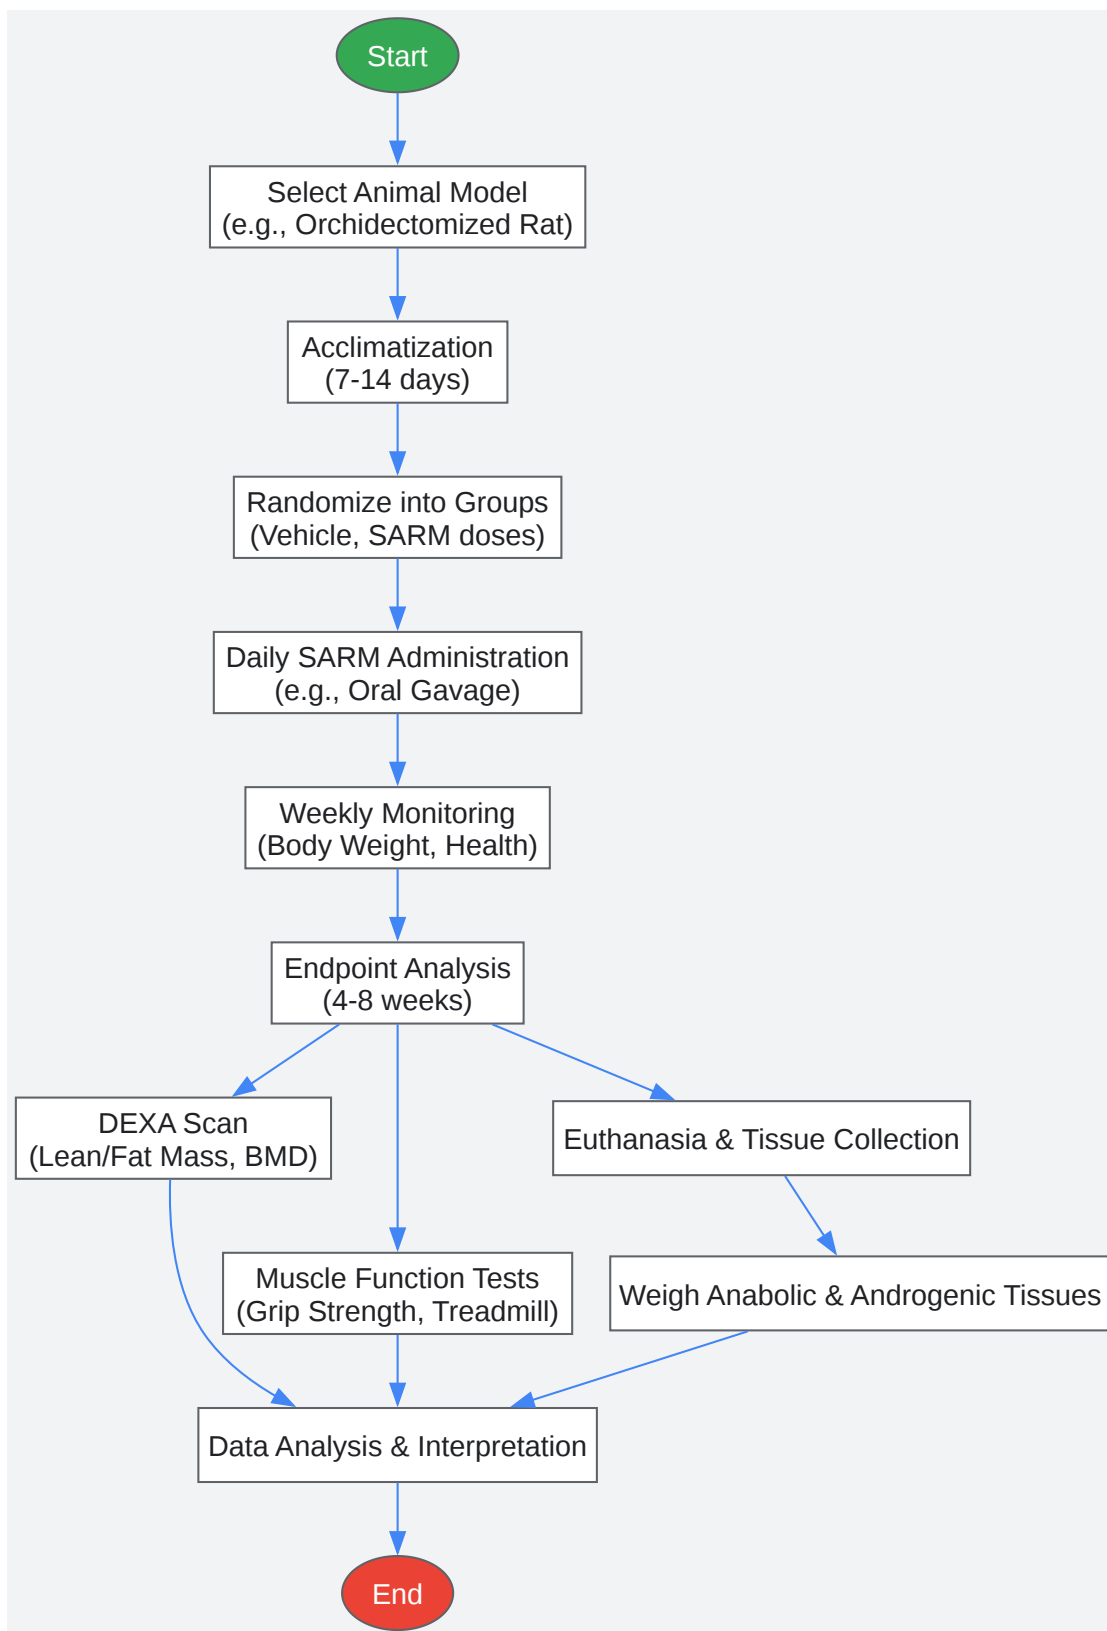 Start
Select Animal Model
(e.g., Orchidectomized Rat)
Acclimatization
(7-14 days)
Randomize into Groups
(Vehicle, SARM doses)
Daily SARM Administration
(e.g., Oral Gavage)
Weekly Monitoring
(Body Weight, Health)
Endpoint Analysis
(4-8 weeks)
DEXA Scan
(Lean/Fat Mass, BMD)
Euthanasia & Tissue Collection
Muscle Function Tests
(Grip Strength, Treadmill)
Weigh Anabolic & Androgenic Tissues
Data Analysis & Interpretation
End